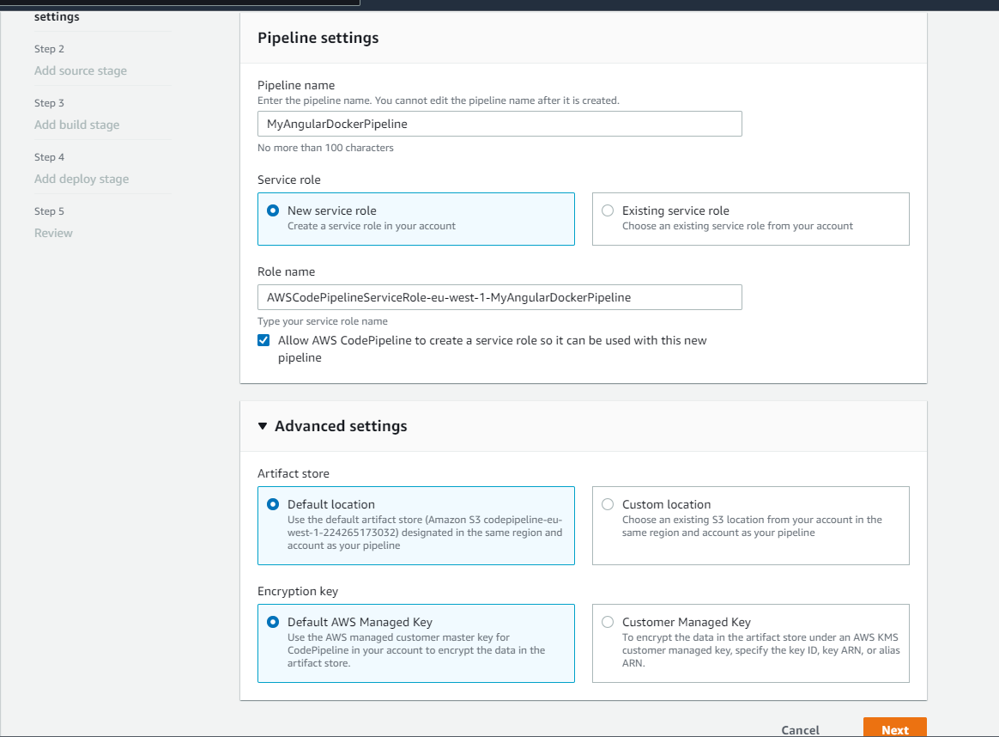 settings
Step 2
Add source stage
Step 3
Add build stage
Step 4
Add deploy stage
Step 5
Review
Pipeline settings
Pipeline name
Enter the pipeline name. You cannot edit the pipeline name after it is created.
MyAngularDockerPipeline
No more than 100 characters
Service role
New service role
Create a service role in your account
Existing service role
Choose an existing service role from your account
Role name
AWSCodePipelineServiceRole-eu-west-1-MyAngularDockerPipeline
Type your service role name
Allow AWS CodePipeline to create a service role so it can be used with this new
pipeline
Advanced settings
Artifact store
Default location
Use the default artifact store (Amazon S3 codepipeline-eu-
west-1-224265173032) designated in the same region and
account as your pipeline
Custom location
Choose an existing S3 location from your account in the
same region and account as your pipeline
Encryption key
Default AWS Managed Key
Use the AWS managed customer master key for
CodePipeline in your account to encrypt the data in the
artifact store.
Customer Managed Key
To encrypt the data in the artifact store under an AWS KMS
customer managed key, specify the key ID, key ARN, or alias
ARN.
Cancel
Next